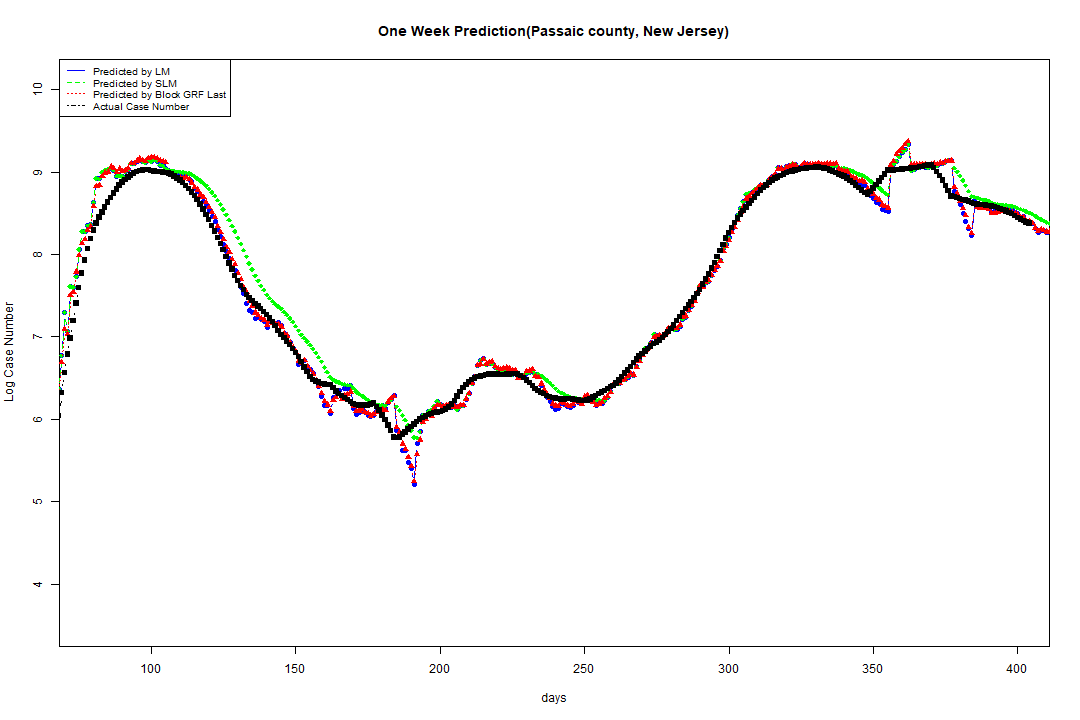 One Week Prediction(Passaic county, New Jersey)
Predicted by LM
Predicted by SLM
Predicted by Block GRF Last
Actual Case Number
10
9
8
7
6
5
4
Log Case Number
100 150 200 250 300 350 400
days